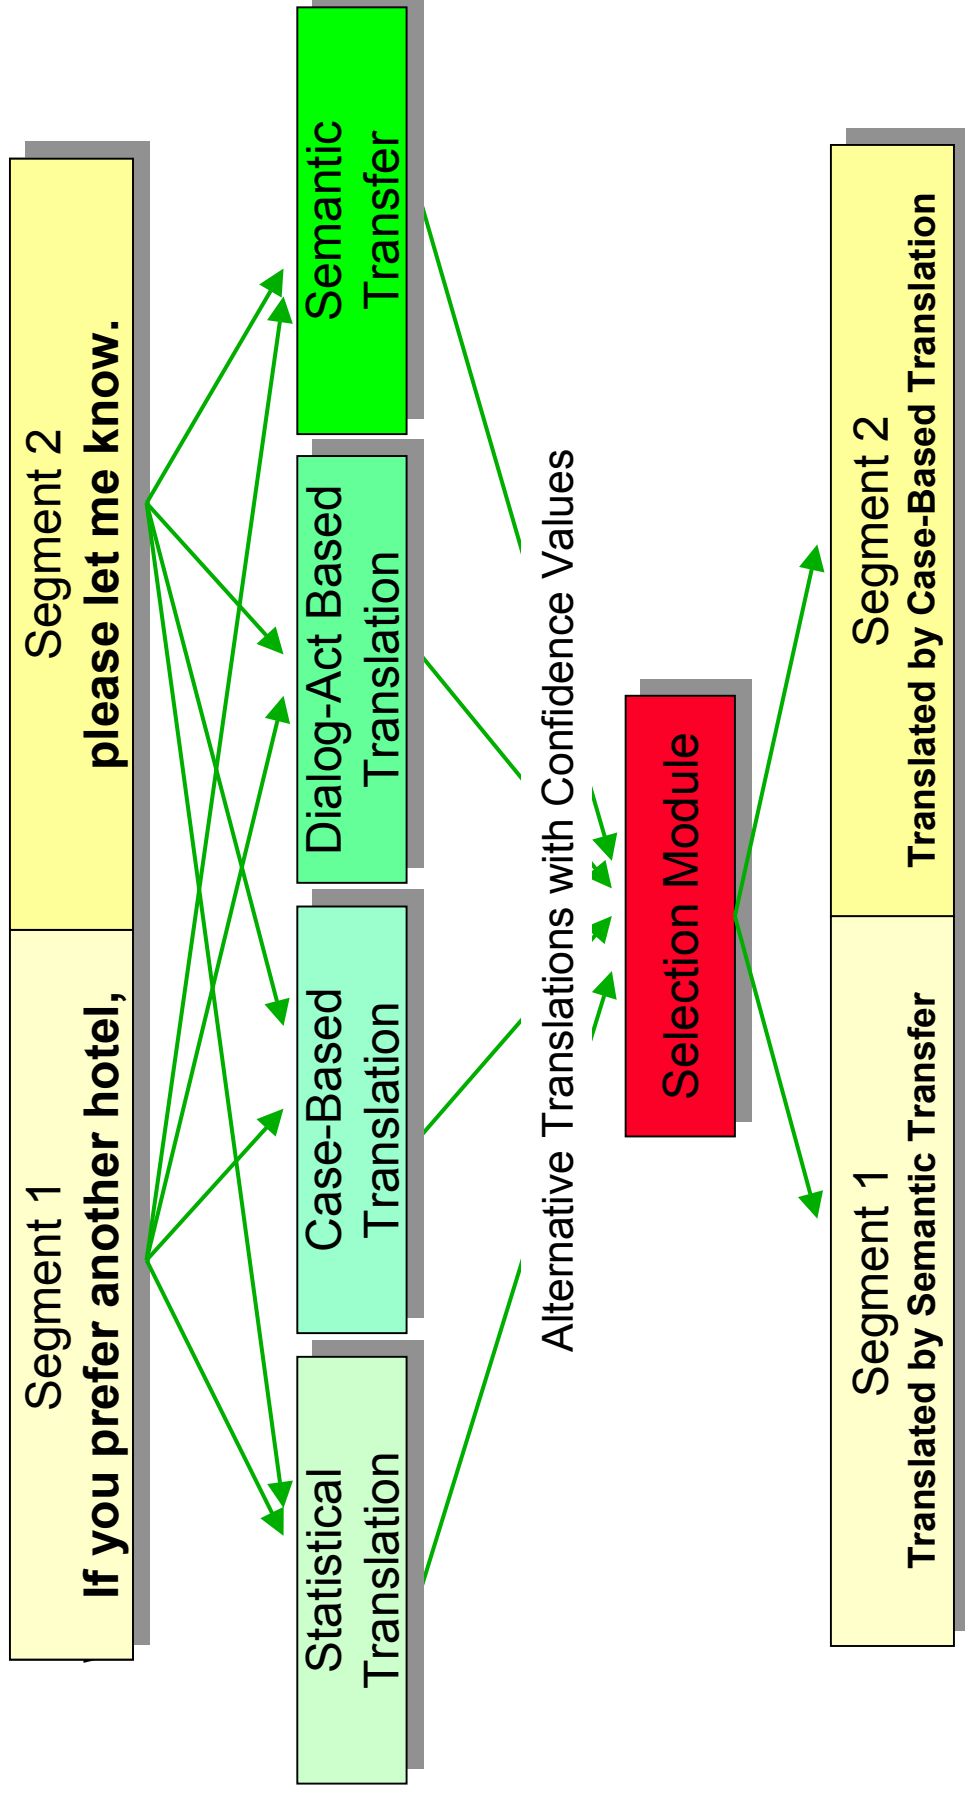 Segment 1
If you prefer another hotel,
Segment 2
please let me know.
Statistical
Translation
Case-Based
Translation
Dialog-Act Based
Translation
Semantic
Transfer
Alternative Translations with Confidence Values
Selection Module
Segment 1
Translated by Semantic Transfer
Segment 2
Translated by Case-Based Translation